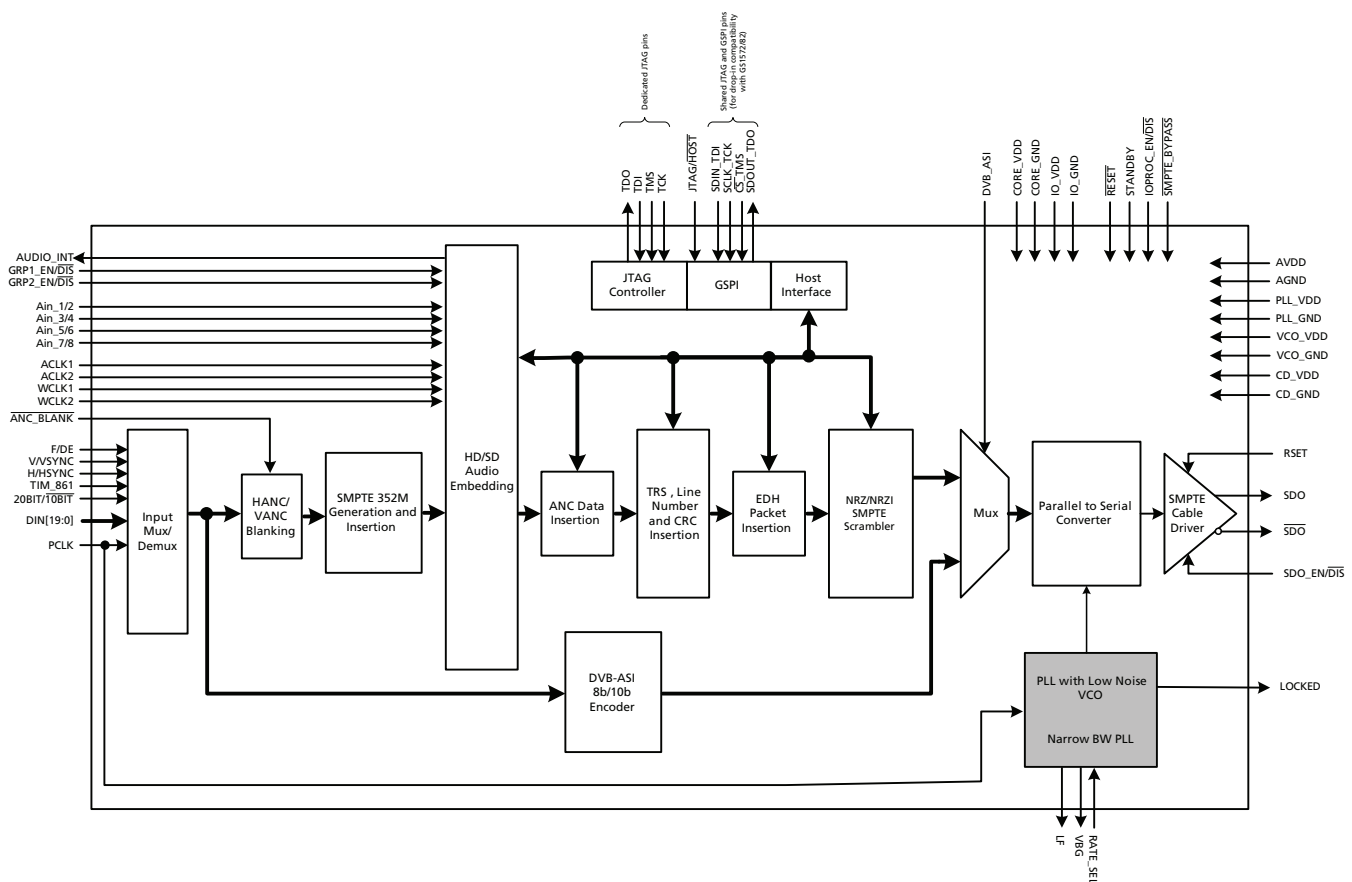 Dedicated JTAG pins
Shared JTAG and GSPI pins
(for drop-in compatibility
with GS1572/82)
TDO
TDI
TMS
TCK
JTAG/HOST
SDIN_TDI
SCLK_TCK
CS_TMS
SDOUT_TDO
DVB_ASI
CORE_VDD
CORE_GND
IO_VDD
IO_GND
RESET
STANDBY
IOPROC_EN/DIS
SMPTE_BYPASS
AUDIO_INT
GRP1_EN/DIS
GRP2_EN/DIS
Ain_1/2
Ain_3/4
Ain_5/6
Ain_7/8
ACLK1
ACLK2
WCLK1
WCLK2
ANC_BLANK
F/DE
V/VSYNC
H/HSYNC
TIM_861
20BIT/10BIT
DIN[19:0]
PCLK
JTAG
Controller
GSPI
Host
Interface
AVDD
AGND
PLL_VDD
PLL_GND
VCO_VDD
VCO_GND
CD_VDD
CD_GND
Input
Mux/
Demux
HANC/
VANC
Blanking
SMPTE 352M
Generation and
Insertion
HD/SD
Audio
Embedding
ANC Data
Insertion
TRS , Line
Number
and CRC
Insertion
EDH
Packet
Insertion
NRZ/NRZI
SMPTE
Scrambler
Mux
Parallel to Serial
Converter
SMPTE
Cable
Driver
RSET
SDO
SDO
SDO_EN/DIS
DVB-ASI
8b/10b
Encoder
PLL with Low Noise
VCO
Narrow BW PLL
LOCKED
LF
VBG
RATE_SEL